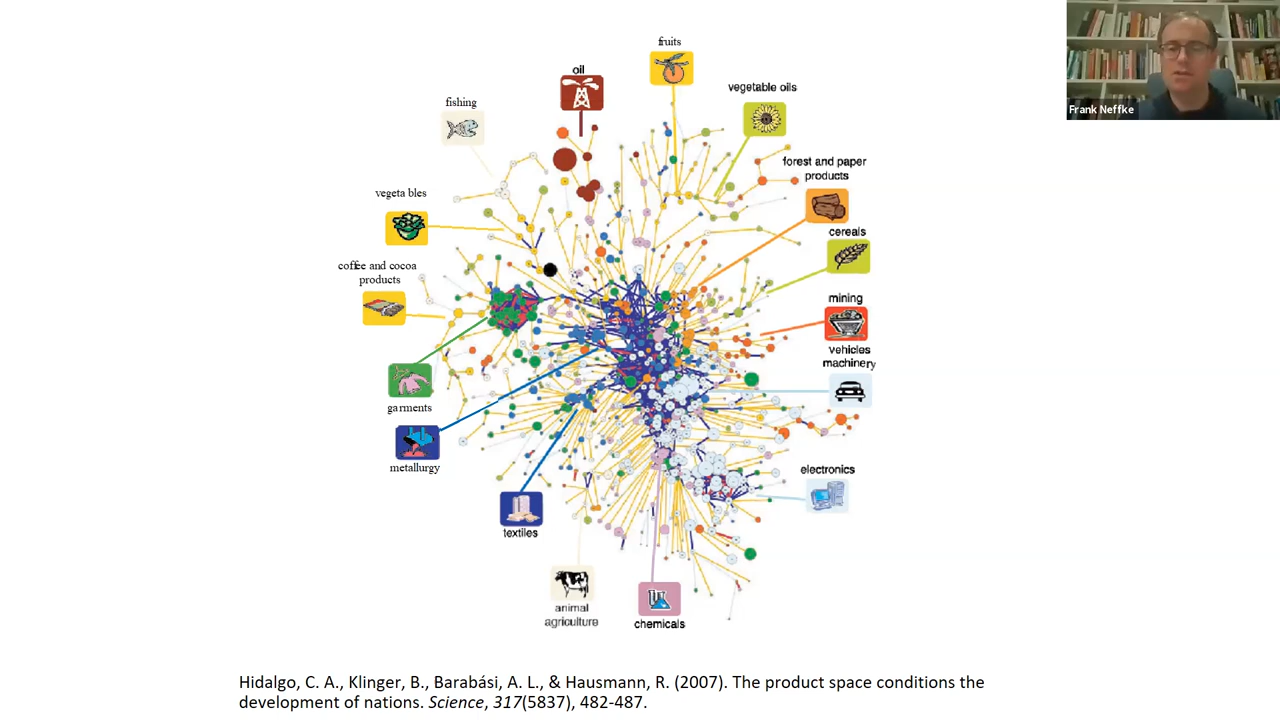 fruits
oil
vegetable oils
fishing
forest and paper
products
vegeta bles
cereals
coffee and cocoa
products
mining
vehicles
machinery
garments
metallurgy
electronics
textiles
animal
agriculture
chemicals
Frank Neffke
Hidalgo, C. A., Klinger, B., Barabási, A. L., & Hausmann, R. (2007). The product space conditions the
development of nations. Science, 317(5837), 482-487.